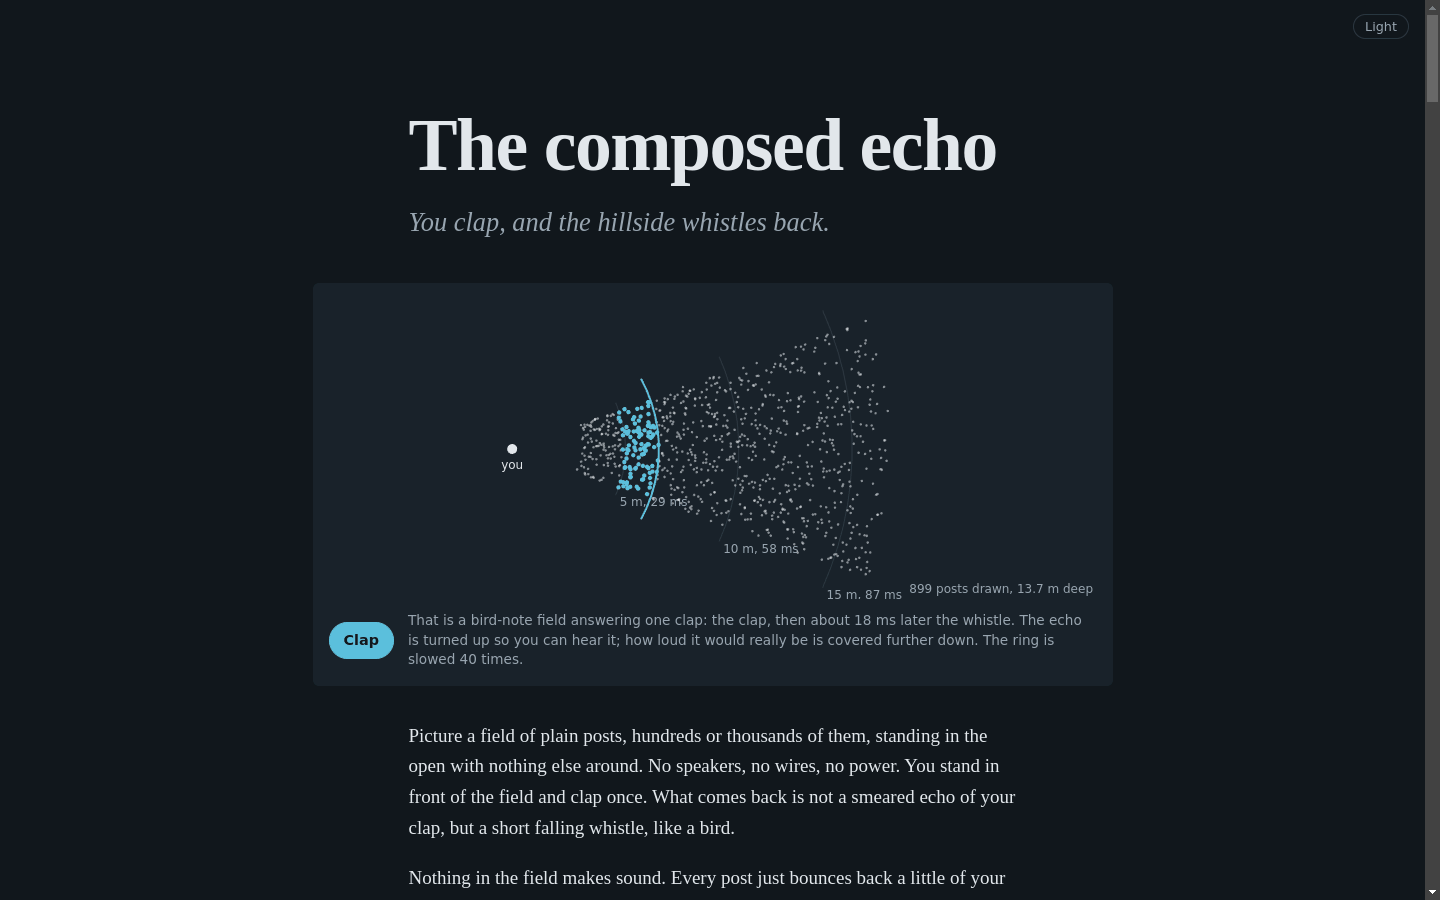 Light
The composed echo
You clap, and the hillside whistles back.
you
5 m, 29 ms
10 m, 58 ms
15 m, 87 ms
899 posts drawn, 13.7 m deep
Clap
That is a bird-note field answering one clap: the clap, then about 18 ms later the whistle. The echo
is turned up so you can hear it; how loud it would really be is covered further down. The ring is
slowed 40 times.
Picture a field of plain posts, hundreds or thousands of them, standing in the
open with nothing else around. No speakers, no wires, no power. You stand in
front of the field and clap once. What comes back is not a smeared echo of your
clap, but a short falling whistle, like a bird.
Nothing in the field makes sound. Every post just bounces back a little of your